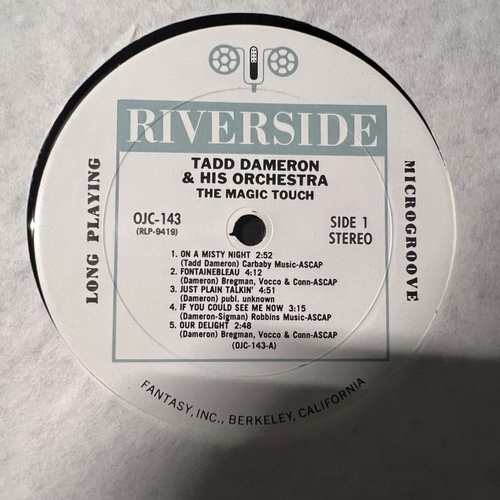 RIVERSIDE
TADD DAMERON
& HIS ORCHESTRA
THE MAGIC TOUCH
LONG PLAYING
MICROGROOVE
OJC-143
(RLP-9419)
SIDE 1
STEREO
1. ON A MISTY NIGHT 2:52
(Tadd Dameron) Carbaby Music-ASCAP
2. FONTAINEBLEAU 4:12
(Dameron) Bregman, Vocco & Conn-ASCAP
3. JUST PLAIN TALKIN' 4:51
(Dameron) publ. unknown
4. IF YOU COULD SEE ME NOW 3:15
(Dameron-Sigman) Robbins Music-ASCAP
5. OUR DELIGHT 2:48
(Dameron) Bregman, Vocco & Conn-ASCAP
(OJC-143-A)
FANTASY, INC., BERKELEY, CALIFORNIA